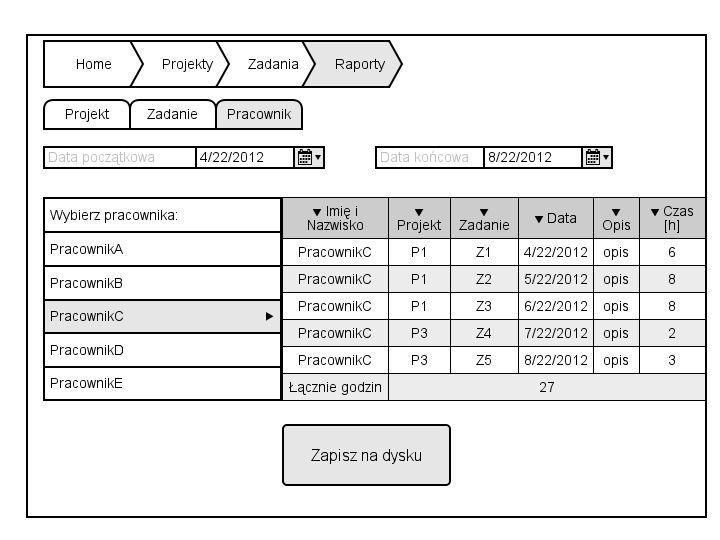 Home Projekty Zadania Raporty
Projekt Zadanie Pracownik
Data początkowa 4/22/2012 Data końcowa 8/22/2012
Wybierz pracownika:
PracownikA
PracownikB
PracownikC
PracownikD
PracownikE
Imię i Nazwisko Projekt Zadanie Data Opis Czas [h]
PracownikC P1 Z1 4/22/2012 opis 6
PracownikC P1 Z2 5/22/2012 opis 8
PracownikC P1 Z3 6/22/2012 opis 8
PracownikC P3 Z4 7/22/2012 opis 2
PracownikC P3 Z5 8/22/2012 opis 3
Łącznie godzin 27
Zapisz na dysku